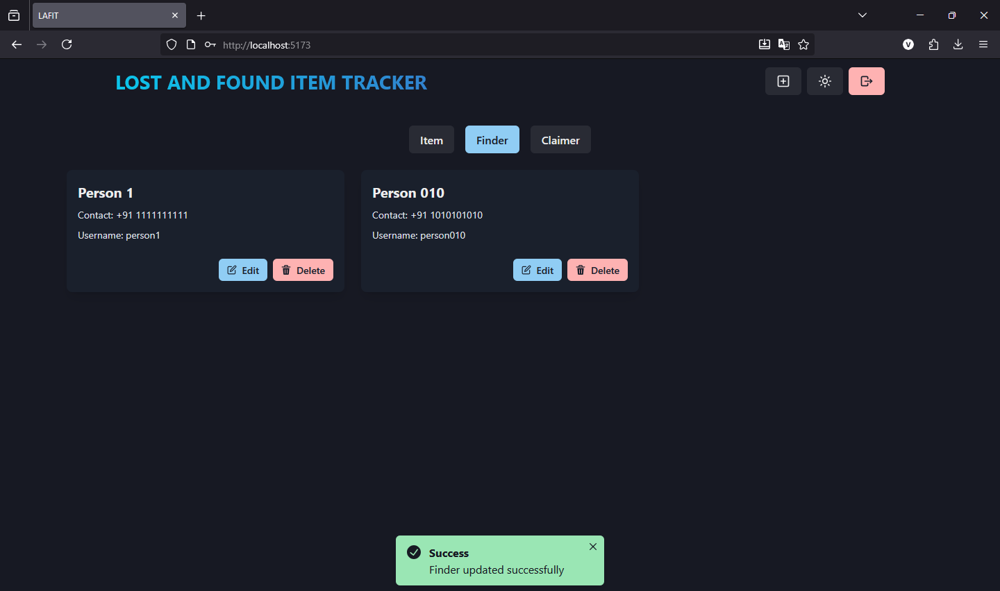 LAFIT
http://localhost:5173
V
LOST AND FOUND ITEM TRACKER
Item Finder Claimer
Person 1
Contact: +91 1111111111
Username: person1
Edit Delete
Person 010
Contact: +91 1010101010
Username: person010
Edit Delete
Success
Finder updated successfully